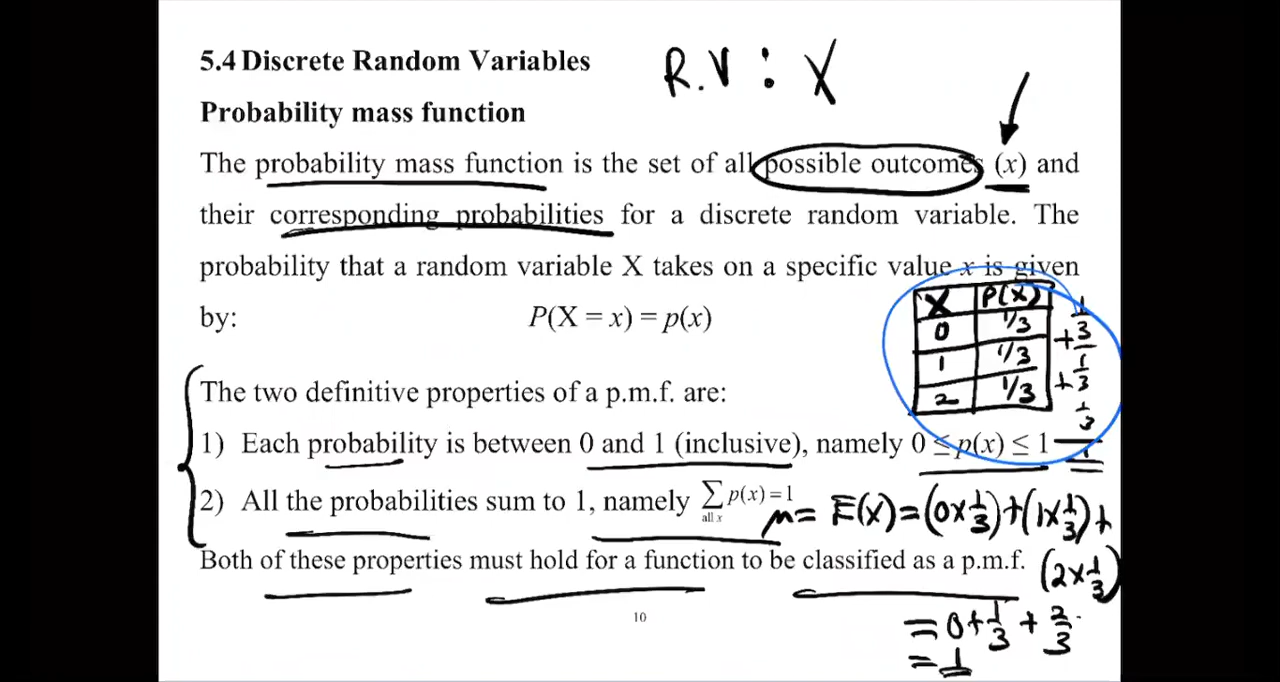 5.4 Discrete Random Variables
R.V : X
Probability mass function
The probability mass function is the set of all possible outcomes (x) and
their corresponding probabilities for a discrete random variable. The
probability that a random variable X takes on a specific value x is given
by: P(X = x) = p(x)
X P(X)
0 1/3
1 1/3
2 1/3
1/3
+ 1/3
+ 1/3
1
The two definitive properties of a p.m.f. are:
1) Each probability is between 0 and 1 (inclusive), namely 0 ≤ p(x) ≤ 1
2) All the probabilities sum to 1, namely ∑ p(x) = 1
all x
μ = E(X) = (0 × 1/3) + (1 × 1/3) +
(2 × 1/3)
= 0 + 1/3 + 2/3
= 1
Both of these properties must hold for a function to be classified as a p.m.f.
10